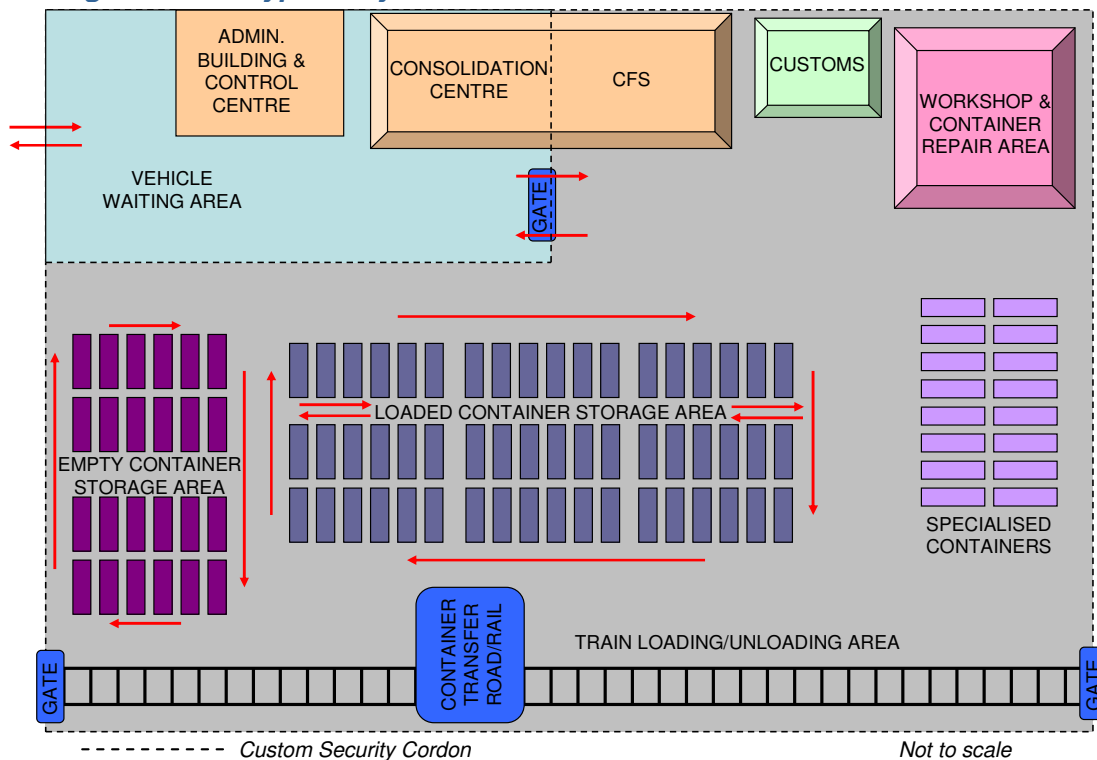 ADMIN.
BUILDING &
CONTROL
CENTRE
CONSOLIDATION
CENTRE
CFS
CUSTOMS
WORKSHOP &
CONTAINER
REPAIR AREA
VEHICLE
WAITING AREA
GATE
LOADED CONTAINER STORAGE AREA
EMPTY CONTAINER
STORAGE AREA
SPECIALISED
CONTAINERS
CONTAINER
TRANSFER
ROAD/RAIL
TRAIN LOADING/UNLOADING AREA
GATE
GATE
Custom Security Cordon
Not to scale